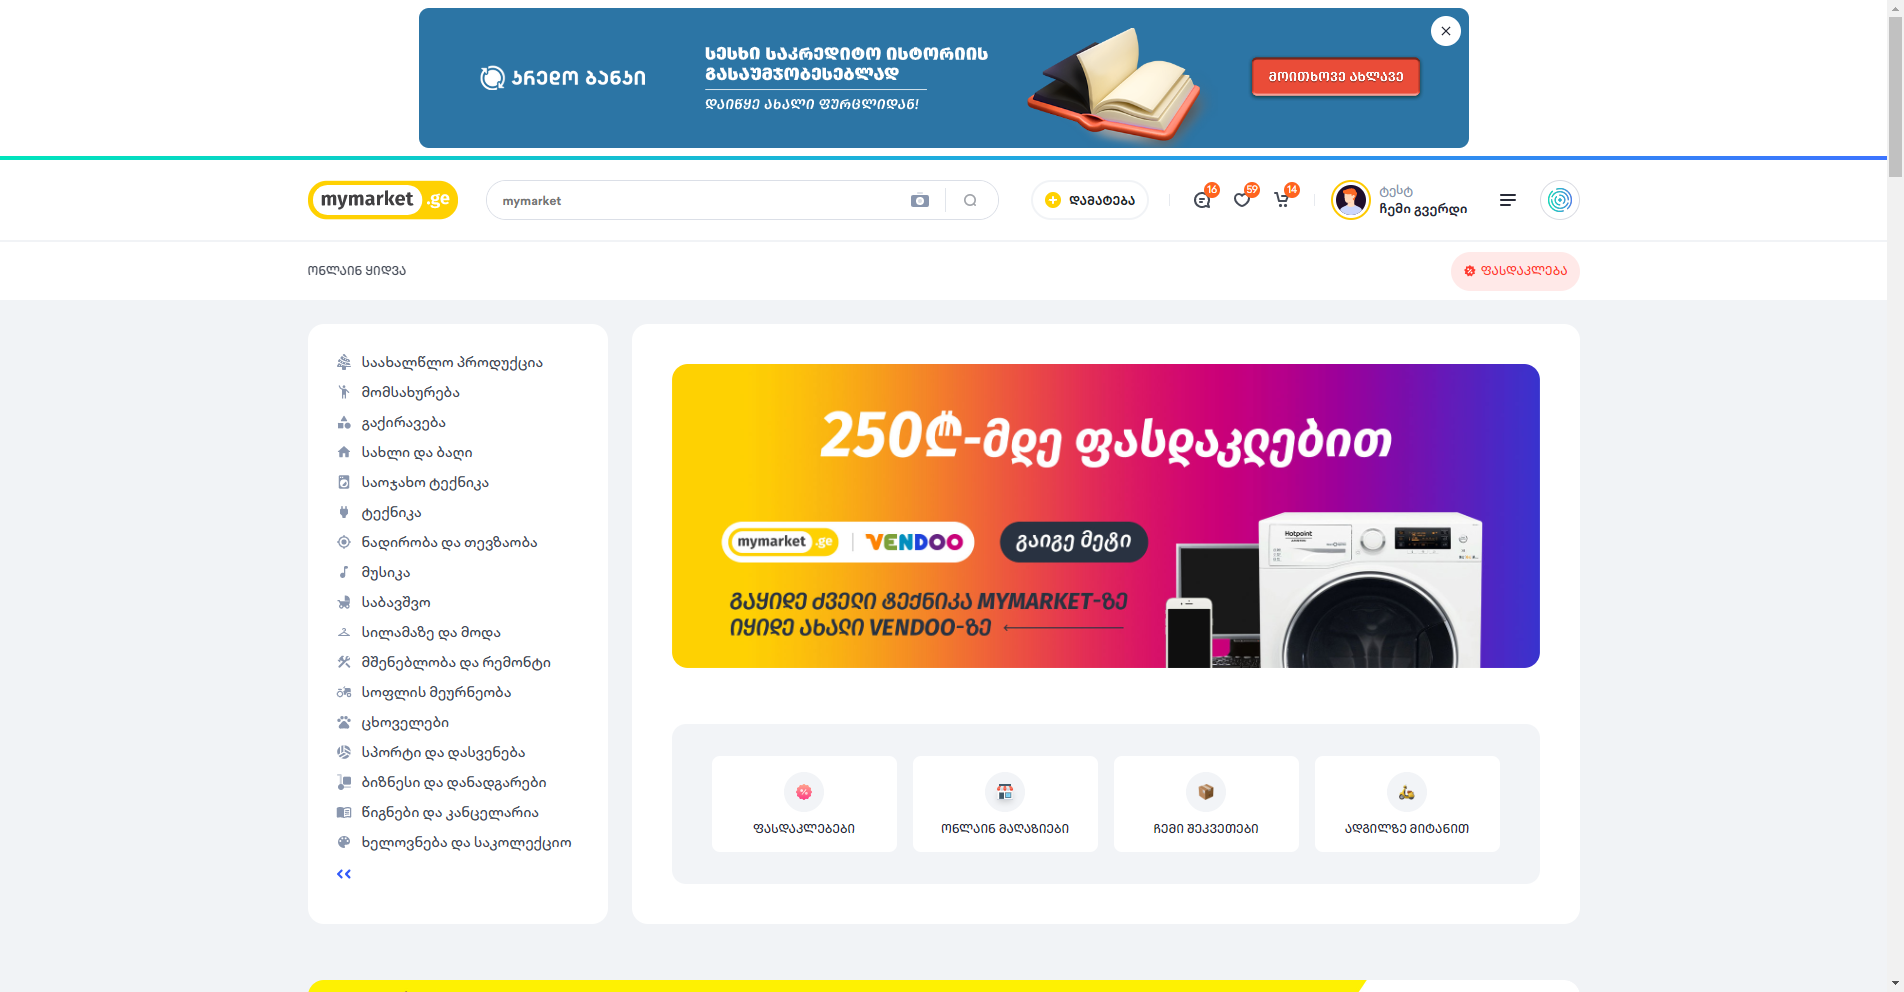 კრედო ბანკი
სესხი საკრედიტო ისტორიის
გასაუმჯობესებლად
დაიწყე ახალი ფურცლიდან!
მოითხოვე ახლავე
mymarket.ge
mymarket
დამატება
16
59
14
ტესტ
ჩემი გვერდი
ონლაინ ყიდვა
ფასდაკლება
საახალწლო პროდუქცია
მომსახურება
გაქირავება
სახლი და ბაღი
საოჯახო ტექნიკა
ტექნიკა
ნადირობა და თევზაობა
მუსიკა
საბავშვო
სილამაზე და მოდა
მშენებლობა და რემონტი
სოფლის მეურნეობა
ცხოველები
სპორტი და დასვენება
ბიზნესი და დანადგარები
წიგნები და კანცელარია
ხელოვნება და საკოლექციო
250₾-მდე ფასდაკლებით
mymarket.ge | VENDOO
გაიგე მეტი
გაყიდე ძველი ტექნიკა MYMARKET-ზე
იყიდე ახალი VENDOO-ზე
Hotpoint
ფასდაკლებები
ონლაინ მაღაზიები
ჩემი შეკვეთები
ადგილზე მიტანით